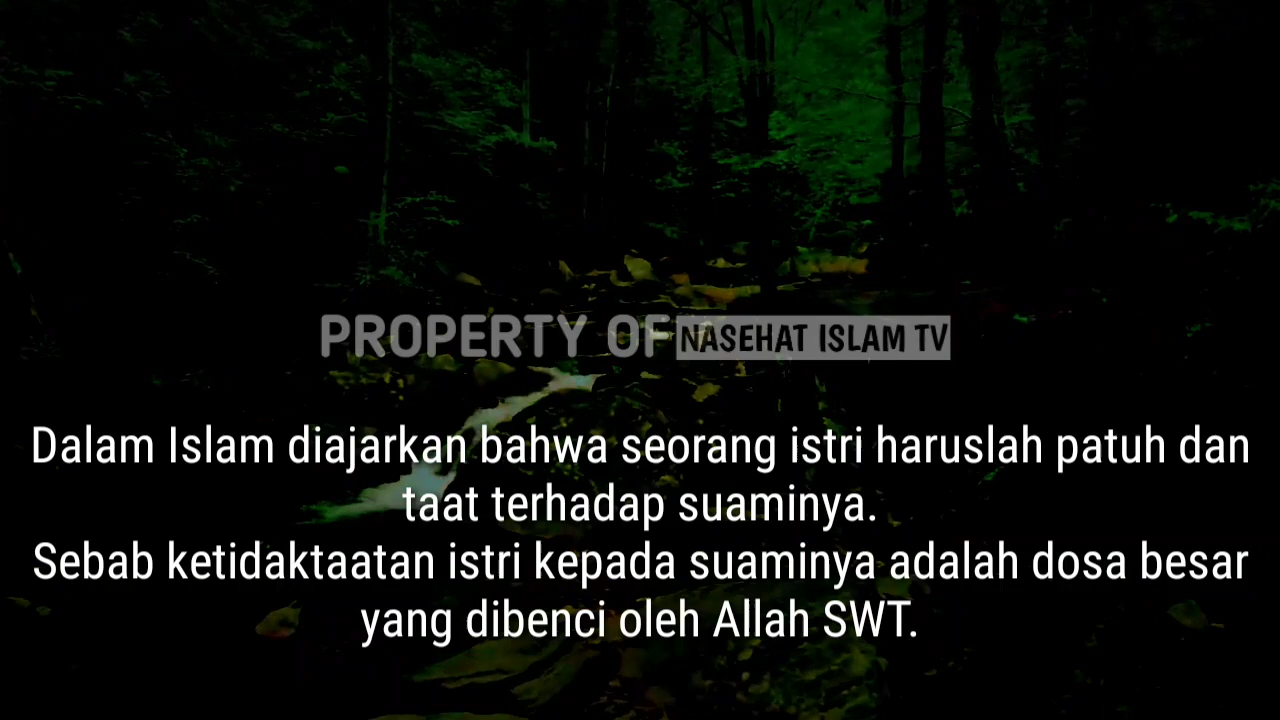 PROPERTY OF NASEHAT ISLAM TV
Dalam Islam diajarkan bahwa seorang istri haruslah patuh dan
taat terhadap suaminya.
Sebab ketidaktaatan istri kepada suaminya adalah dosa besar
yang dibenci oleh Allah SWT.